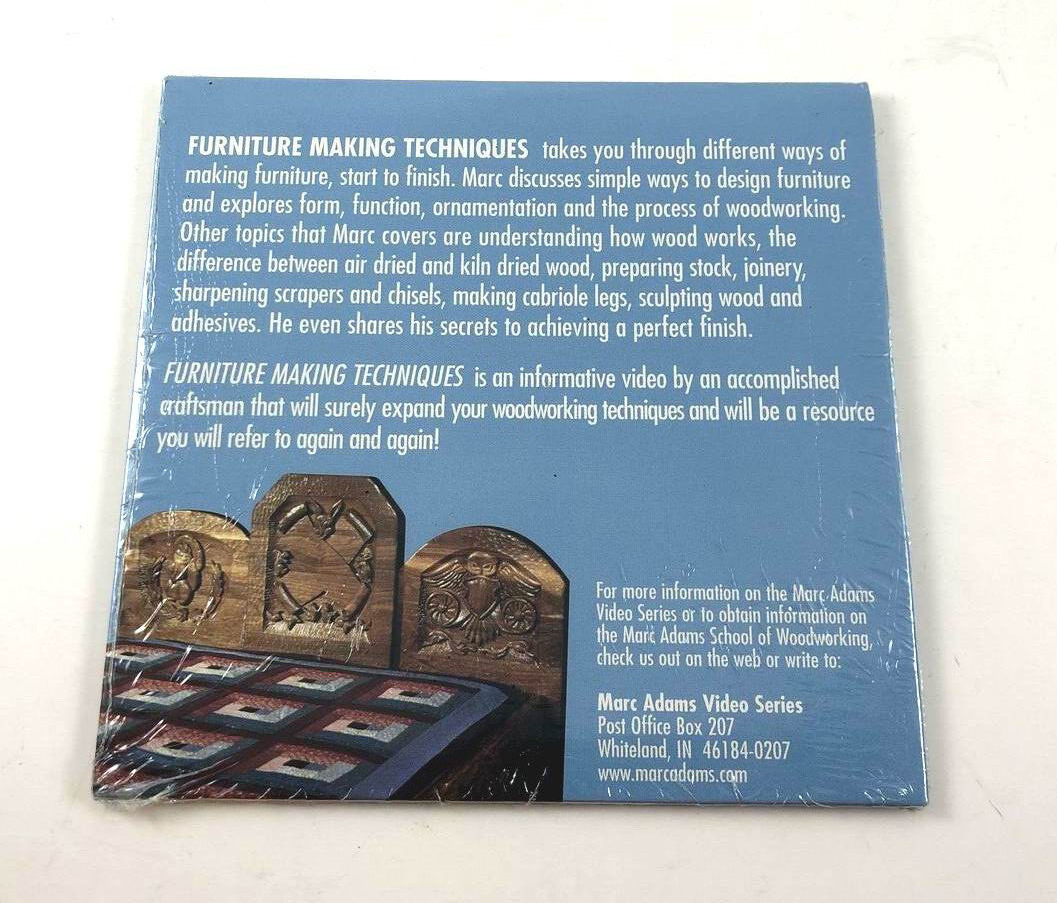 FURNITURE MAKING TECHNIQUES takes you through different ways of
making furniture, start to finish. Marc discusses simple ways to design furniture
and explores form, function, ornamentation and the process of woodworking.
Other topics that Marc covers are understanding how wood works, the
difference between air dried and kiln dried wood, preparing stock, joinery,
sharpening scrapers and chisels, making cabriole legs, sculpting wood and
adhesives. He even shares his secrets to achieving a perfect finish.
FURNITURE MAKING TECHNIQUES is an informative video by an accomplished
craftsman that will surely expand your woodworking techniques and will be a resource
you will refer to again and again!
For more information on the Marc Adams
Video Series or to obtain information on
the Marc Adams School of Woodworking,
check us out on the web or write to:
Marc Adams Video Series
Post Office Box 207
Whiteland, IN 46184-0207
www.marcadams.com